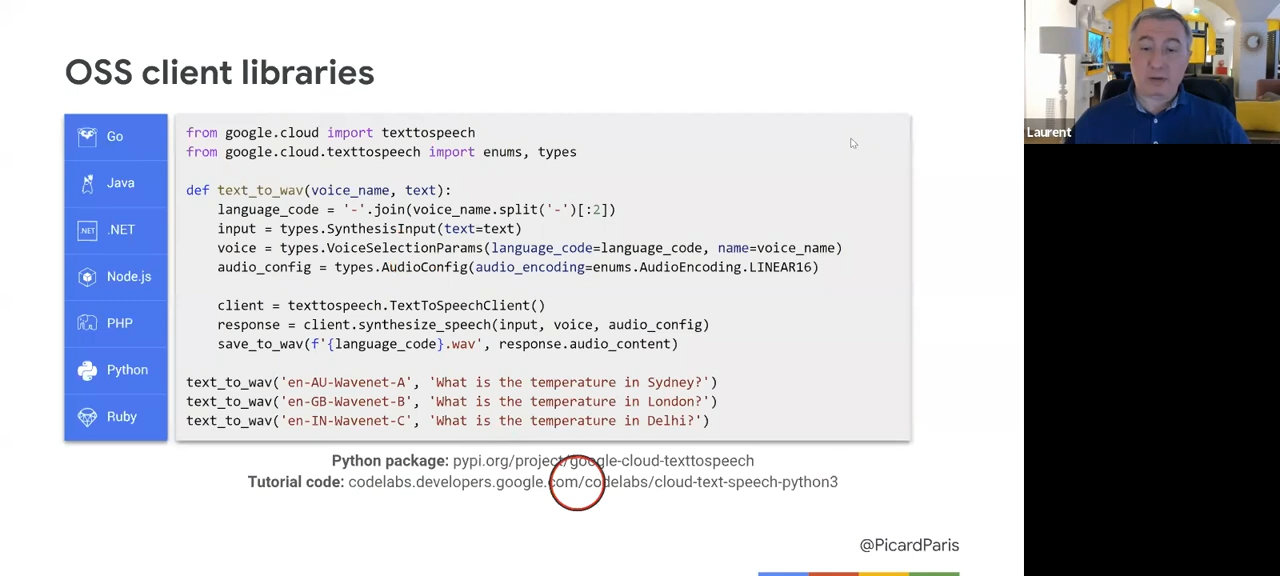 OSS client libraries
Go
Java
.NET
.NET
Node.js
PHP
Python
Ruby
from google.cloud import texttospeech
from google.cloud.texttospeech import enums, types
def text_to_wav(voice_name, text):
language_code = '-'.join(voice_name.split('-')[:2])
input = types.SynthesisInput(text=text)
voice = types.VoiceSelectionParams(language_code=language_code, name=voice_name)
audio_config = types.AudioConfig(audio_encoding=enums.AudioEncoding.LINEAR16)
client = texttospeech.TextToSpeechClient()
response = client.synthesize_speech(input, voice, audio_config)
save_to_wav(f'{language_code}.wav', response.audio_content)
text_to_wav('en-AU-Wavenet-A', 'What is the temperature in Sydney?')
text_to_wav('en-GB-Wavenet-B', 'What is the temperature in London?')
text_to_wav('en-IN-Wavenet-C', 'What is the temperature in Delhi?')
Python package: pypi.org/project/google-cloud-texttospeech
Tutorial code: codelabs.developers.google.com/codelabs/cloud-text-speech-python3
@PicardParis
Laurent